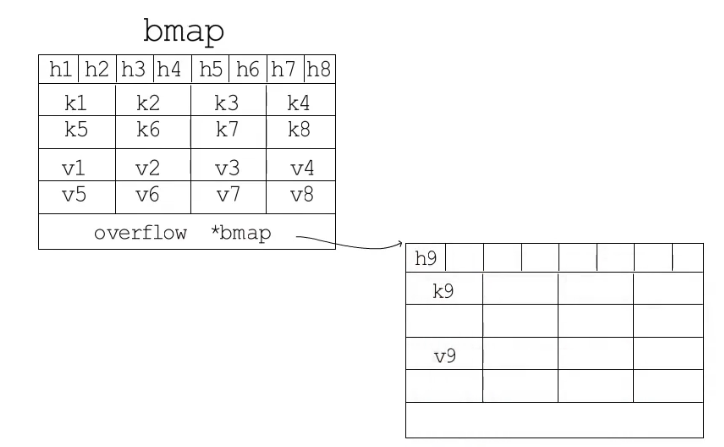 bmap
h1 h2 h3 h4 h5 h6 h7 h8
k1 k2 k3 k4
k5 k6 k7 k8
v1 v2 v3 v4
v5 v6 v7 v8
overflow *bmap
h9
k9
v9